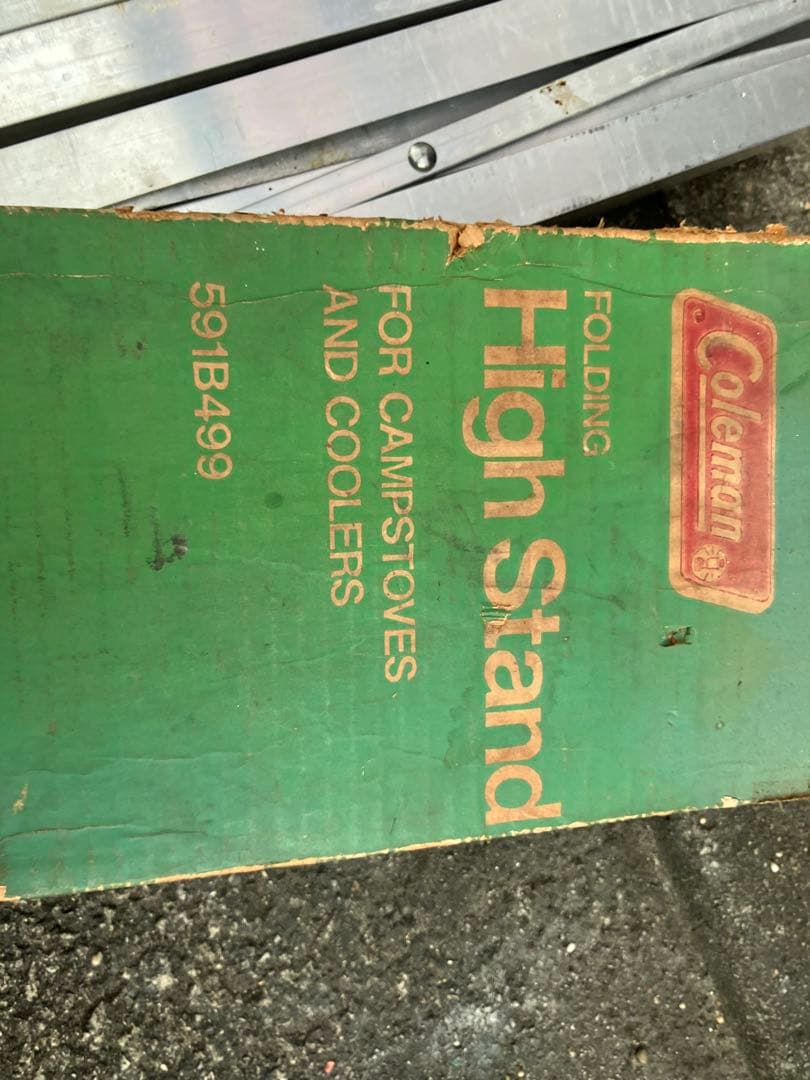 Coleman
FOLDING
High Stand
FOR CAMPSTOVES
AND COOLERS
591B499